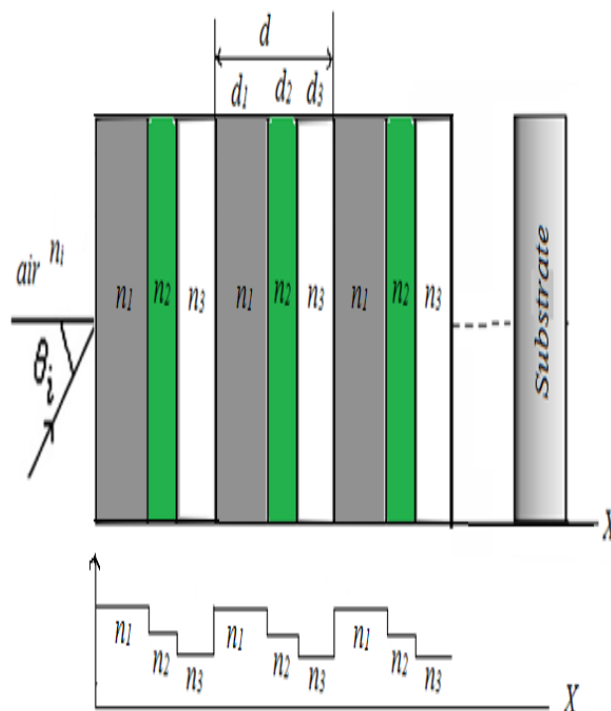 d
d1 d2 d3
air ni
n1 n2 n3 n1 n2 n3 n1 n2 n3
θi
Substrate
X
n1 n2 n3 n1 n2 n3 n1 n2 n3
X